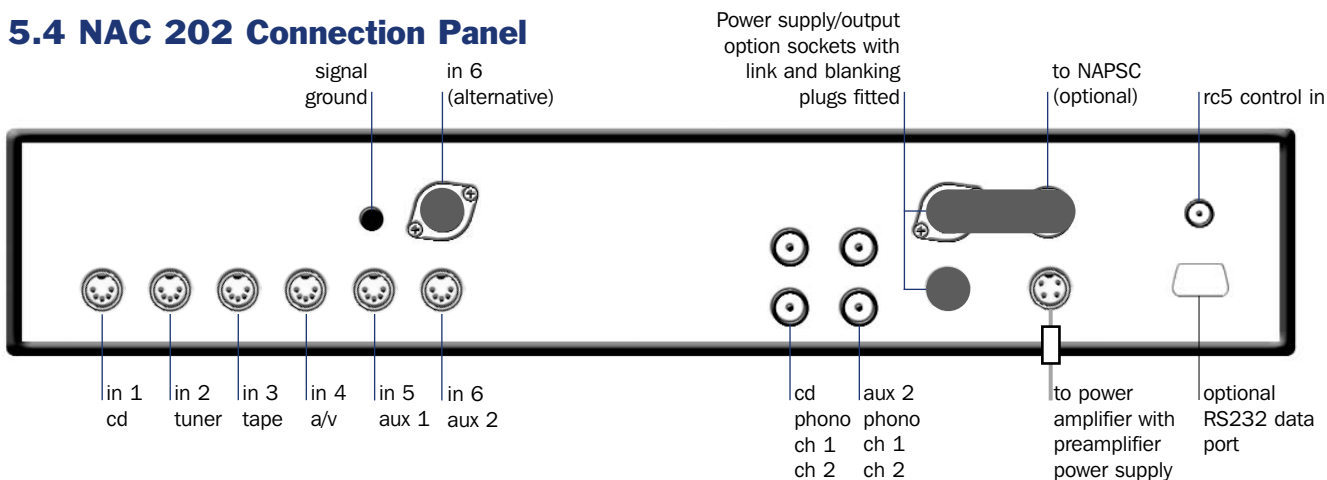 5.4 NAC 202 Connection Panel
signal
ground
in 6
(alternative)
Power supply/output
option sockets with
link and blanking
plugs fitted
to NAPSC
(optional)
rc5 control in
in 1
cd
in 2
tuner
in 3
tape
in 4
a/v
in 5
aux 1
in 6
aux 2
cd
phono
ch 1
ch 2
aux 2
phono
ch 1
ch 2
to power
amplifier with
preamplifier
power supply
optional
RS232 data
port